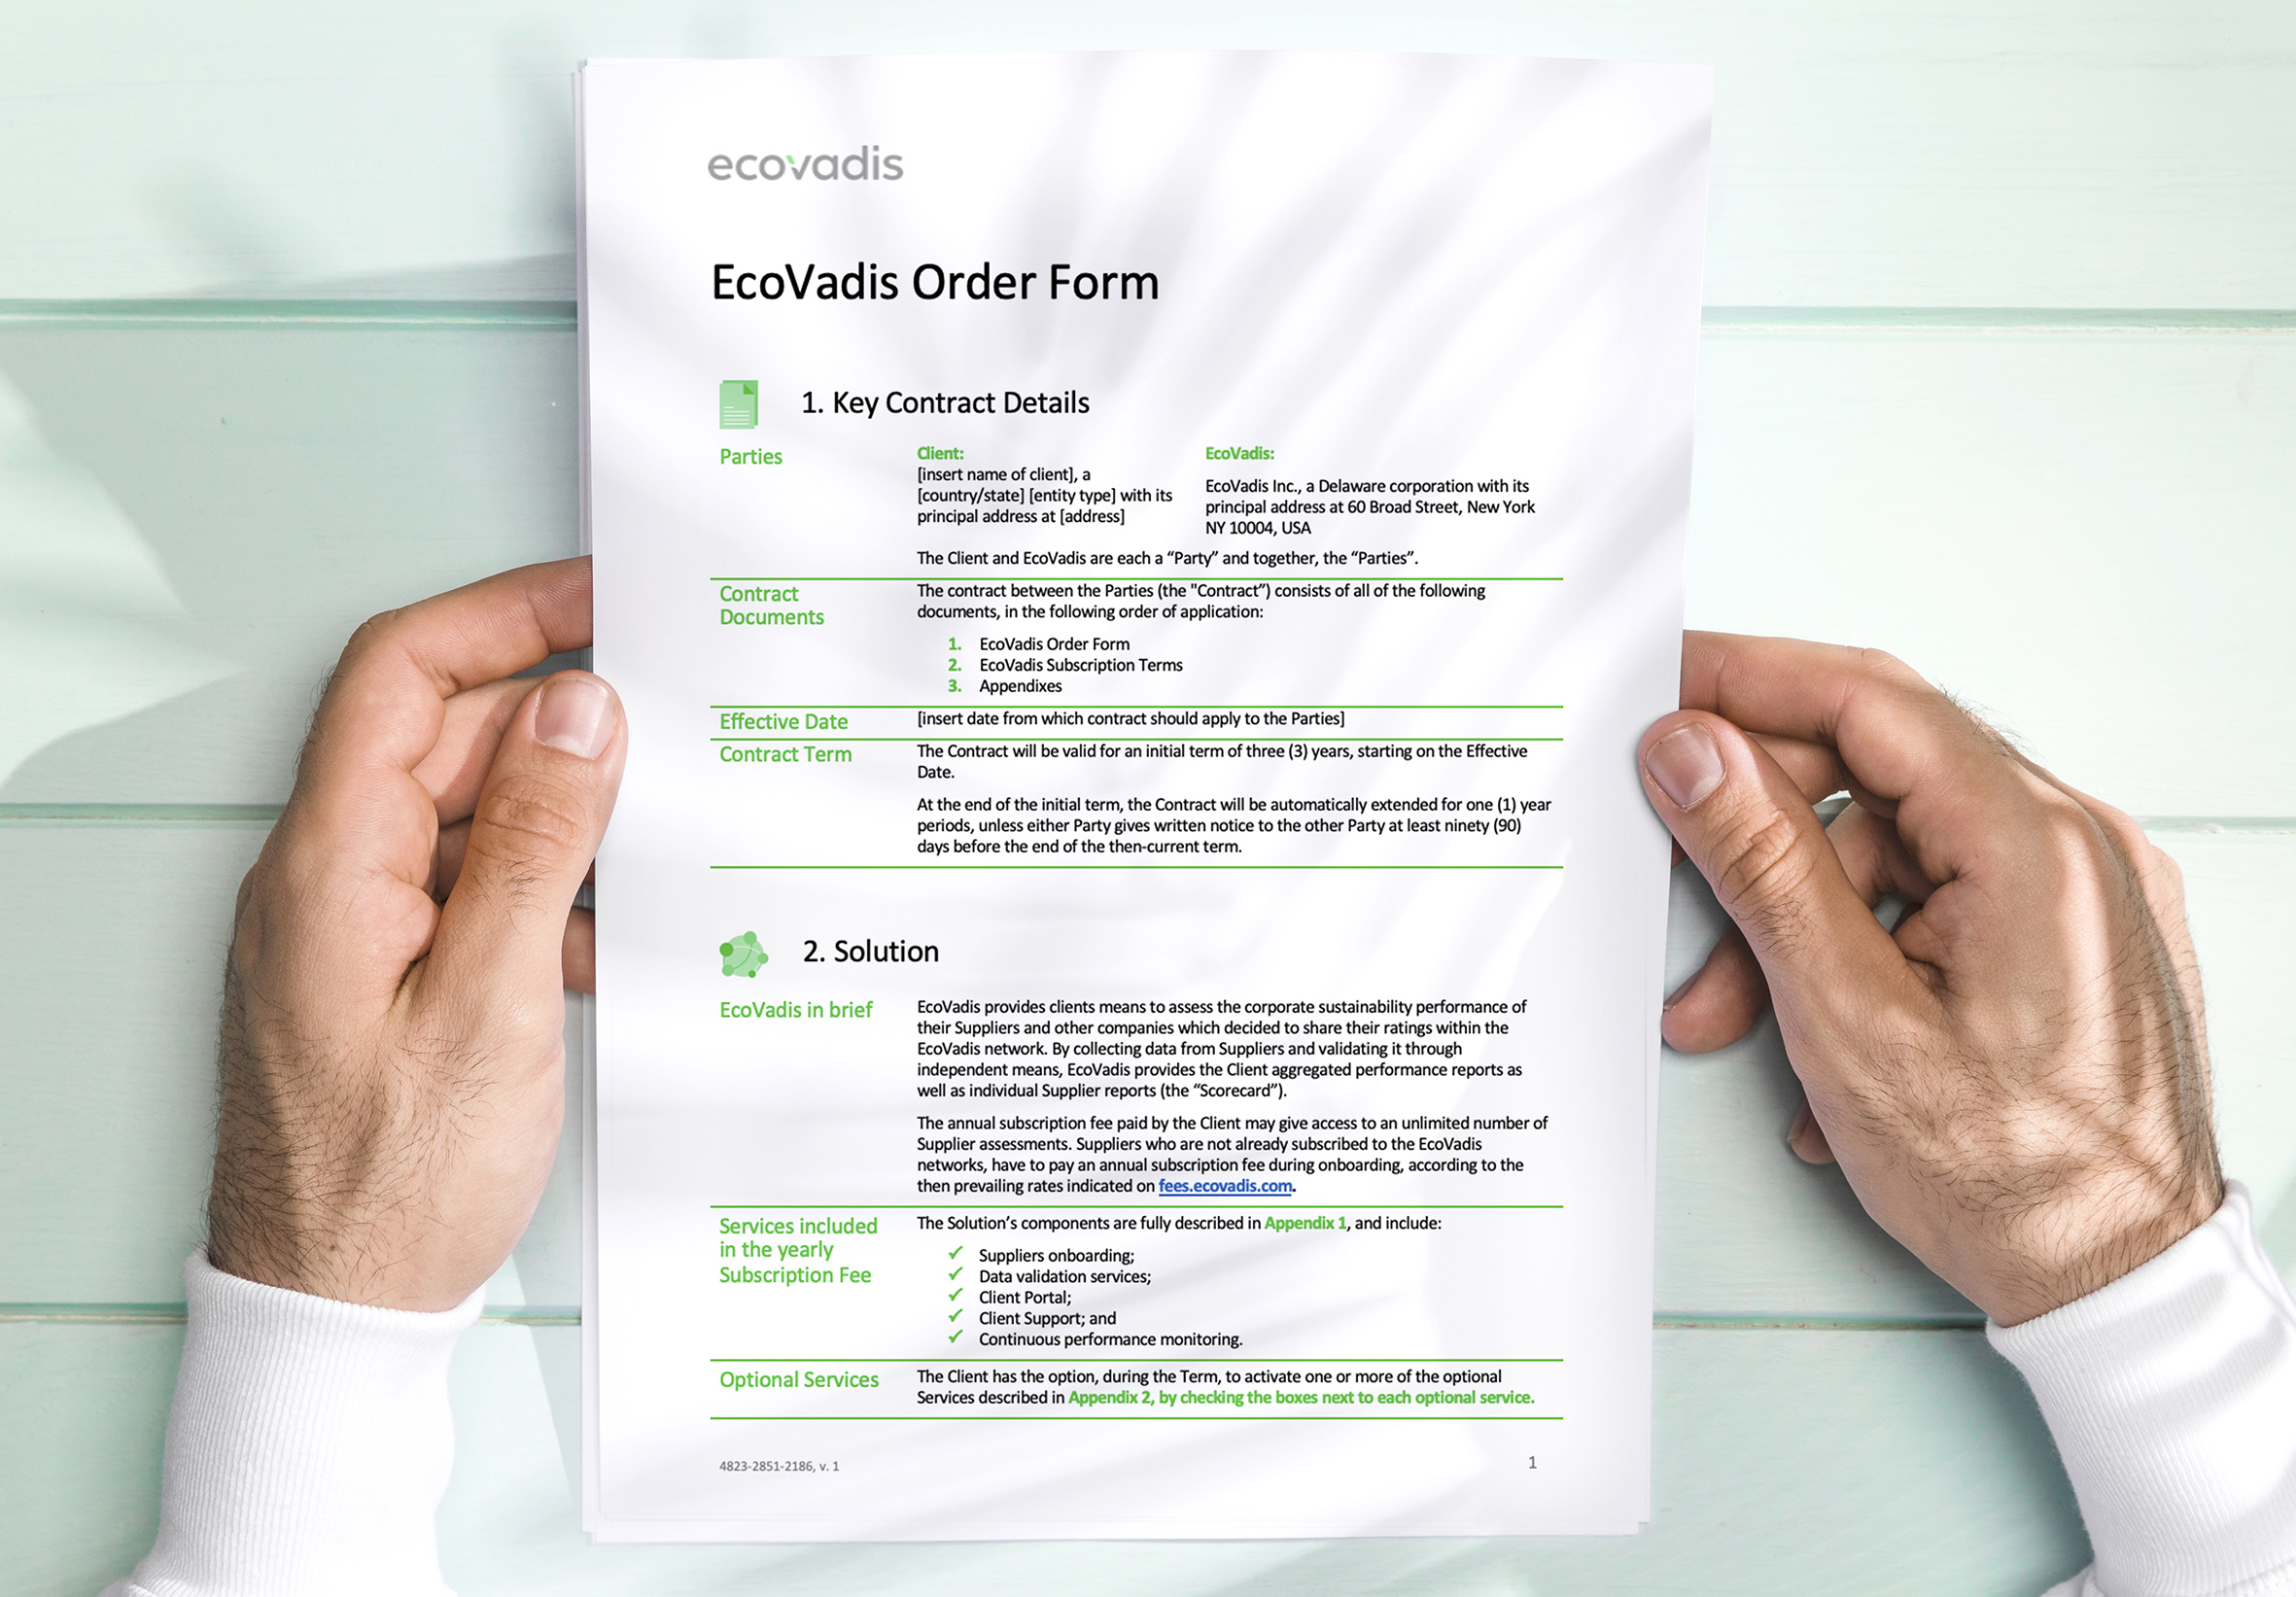 ecovadis
EcoVadis Order Form
1. Key Contract Details
Parties
Client:
[insert name of client], a
[country/state] [entity type] with its
principal address at [address]
EcoVadis:
EcoVadis Inc., a Delaware corporation with its
principal address at 60 Broad Street, New York
NY 10004, USA
The Client and EcoVadis are each a “Party” and together, the “Parties”.
Contract
Documents
The contract between the Parties (the "Contract”) consists of all of the following
documents, in the following order of application:
1. EcoVadis Order Form
2. EcoVadis Subscription Terms
3. Appendixes
Effective Date
[insert date from which contract should apply to the Parties]
Contract Term
The Contract will be valid for an initial term of three (3) years, starting on the Effective
Date.
At the end of the initial term, the Contract will be automatically extended for one (1) year
periods, unless either Party gives written notice to the other Party at least ninety (90)
days before the end of the then-current term.
2. Solution
EcoVadis in brief
EcoVadis provides clients means to assess the corporate sustainability performance of
their Suppliers and other companies which decided to share their ratings within the
EcoVadis network. By collecting data from Suppliers and validating it through
independent means, EcoVadis provides the Client aggregated performance reports as
well as individual Supplier reports (the “Scorecard”).
The annual subscription fee paid by the Client may give access to an unlimited number of
Supplier assessments. Suppliers who are not already subscribed to the EcoVadis
networks, have to pay an annual subscription fee during onboarding, according to the
then prevailing rates indicated on fees.ecovadis.com.
Services included
in the yearly
Subscription Fee
The Solution’s components are fully described in Appendix 1, and include:
✓ Suppliers onboarding;
✓ Data validation services;
✓ Client Portal;
✓ Client Support; and
✓ Continuous performance monitoring.
Optional Services
The Client has the option, during the Term, to activate one or more of the optional
Services described in Appendix 2, by checking the boxes next to each optional service.
4823-2851-2186, v. 1
1